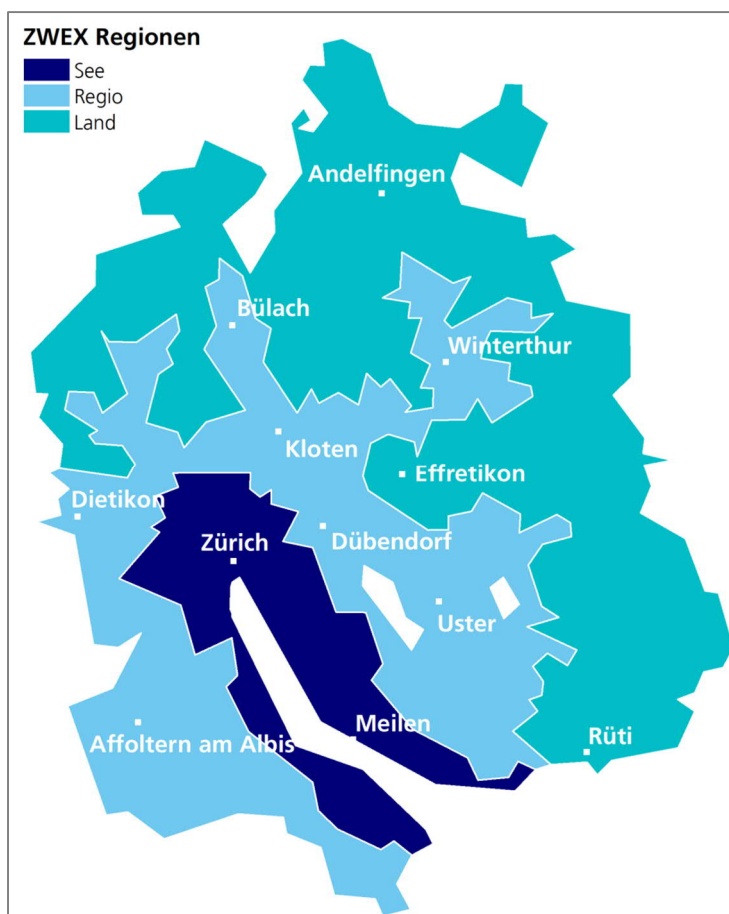 ZWEX Regionen
See
Regio
Land
Andelfingen
Bülach
Winterthur
Kloten
Effretikon
Dietikon
Zürich
Dübendorf
Uster
Meilen
Affoltern am Albis
Rüti